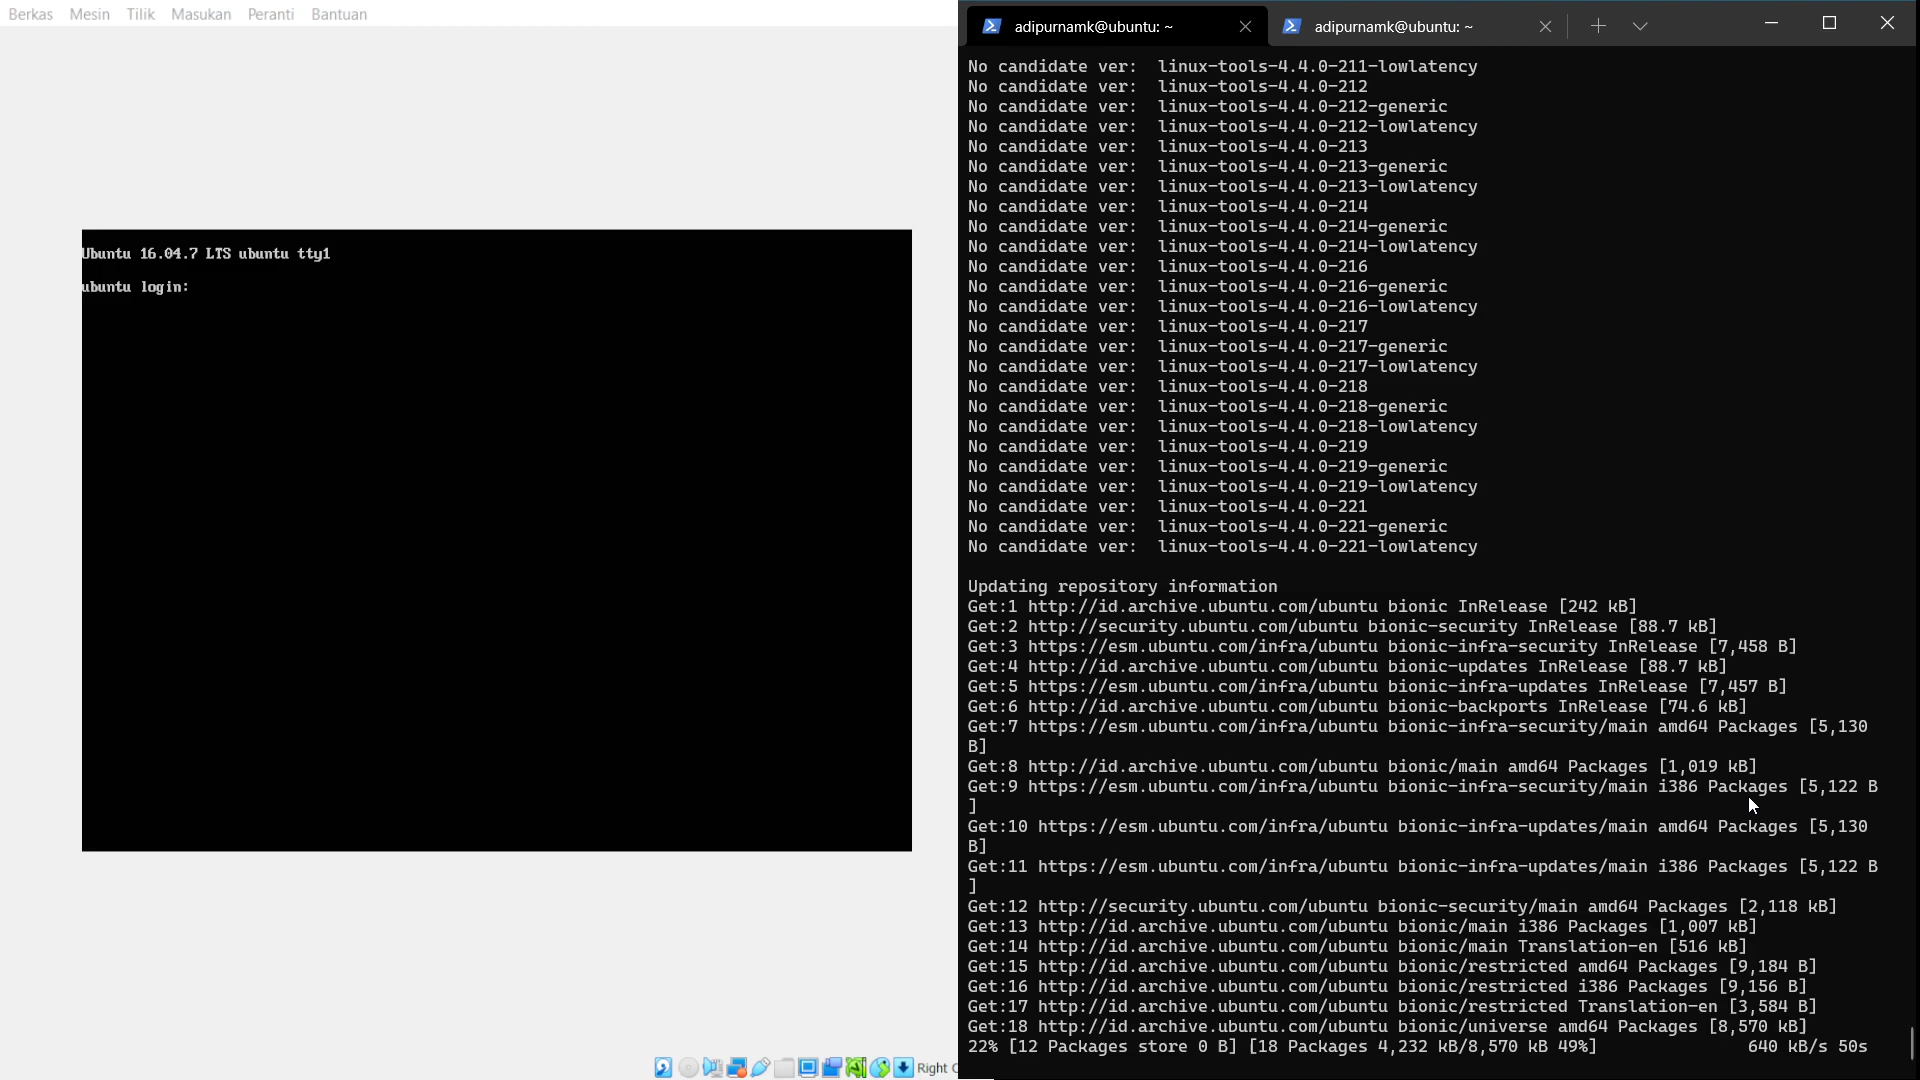 Berkas Mesin Tilik Masukan Peranti Bantuan
Ubuntu 16.04.7 LTS ubuntu tty1
ubuntu login:
Right C
adipurnamk@ubuntu: ~
adipurnamk@ubuntu: ~
No candidate ver:  linux-tools-4.4.0-211-lowlatency
No candidate ver:  linux-tools-4.4.0-212
No candidate ver:  linux-tools-4.4.0-212-generic
No candidate ver:  linux-tools-4.4.0-212-lowlatency
No candidate ver:  linux-tools-4.4.0-213
No candidate ver:  linux-tools-4.4.0-213-generic
No candidate ver:  linux-tools-4.4.0-213-lowlatency
No candidate ver:  linux-tools-4.4.0-214
No candidate ver:  linux-tools-4.4.0-214-generic
No candidate ver:  linux-tools-4.4.0-214-lowlatency
No candidate ver:  linux-tools-4.4.0-216
No candidate ver:  linux-tools-4.4.0-216-generic
No candidate ver:  linux-tools-4.4.0-216-lowlatency
No candidate ver:  linux-tools-4.4.0-217
No candidate ver:  linux-tools-4.4.0-217-generic
No candidate ver:  linux-tools-4.4.0-217-lowlatency
No candidate ver:  linux-tools-4.4.0-218
No candidate ver:  linux-tools-4.4.0-218-generic
No candidate ver:  linux-tools-4.4.0-218-lowlatency
No candidate ver:  linux-tools-4.4.0-219
No candidate ver:  linux-tools-4.4.0-219-generic
No candidate ver:  linux-tools-4.4.0-219-lowlatency
No candidate ver:  linux-tools-4.4.0-221
No candidate ver:  linux-tools-4.4.0-221-generic
No candidate ver:  linux-tools-4.4.0-221-lowlatency
Updating repository information
Get:1 http://id.archive.ubuntu.com/ubuntu bionic InRelease [242 kB]
Get:2 http://security.ubuntu.com/ubuntu bionic-security InRelease [88.7 kB]
Get:3 https://esm.ubuntu.com/infra/ubuntu bionic-infra-security InRelease [7,458 B]
Get:4 http://id.archive.ubuntu.com/ubuntu bionic-updates InRelease [88.7 kB]
Get:5 https://esm.ubuntu.com/infra/ubuntu bionic-infra-updates InRelease [7,457 B]
Get:6 http://id.archive.ubuntu.com/ubuntu bionic-backports InRelease [74.6 kB]
Get:7 https://esm.ubuntu.com/infra/ubuntu bionic-infra-security/main amd64 Packages [5,130
B]
Get:8 http://id.archive.ubuntu.com/ubuntu bionic/main amd64 Packages [1,019 kB]
Get:9 https://esm.ubuntu.com/infra/ubuntu bionic-infra-security/main i386 Packages [5,122 B
]
Get:10 https://esm.ubuntu.com/infra/ubuntu bionic-infra-updates/main amd64 Packages [5,130
B]
Get:11 https://esm.ubuntu.com/infra/ubuntu bionic-infra-updates/main i386 Packages [5,122 B
]
Get:12 http://security.ubuntu.com/ubuntu bionic-security/main amd64 Packages [2,118 kB]
Get:13 http://id.archive.ubuntu.com/ubuntu bionic/main i386 Packages [1,007 kB]
Get:14 http://id.archive.ubuntu.com/ubuntu bionic/main Translation-en [516 kB]
Get:15 http://id.archive.ubuntu.com/ubuntu bionic/restricted amd64 Packages [9,184 B]
Get:16 http://id.archive.ubuntu.com/ubuntu bionic/restricted i386 Packages [9,156 B]
Get:17 http://id.archive.ubuntu.com/ubuntu bionic/restricted Translation-en [3,584 B]
Get:18 http://id.archive.ubuntu.com/ubuntu bionic/universe amd64 Packages [8,570 kB]
22% [12 Packages store 0 B] [18 Packages 4,232 kB/8,570 kB 49%] 640 kB/s 50s